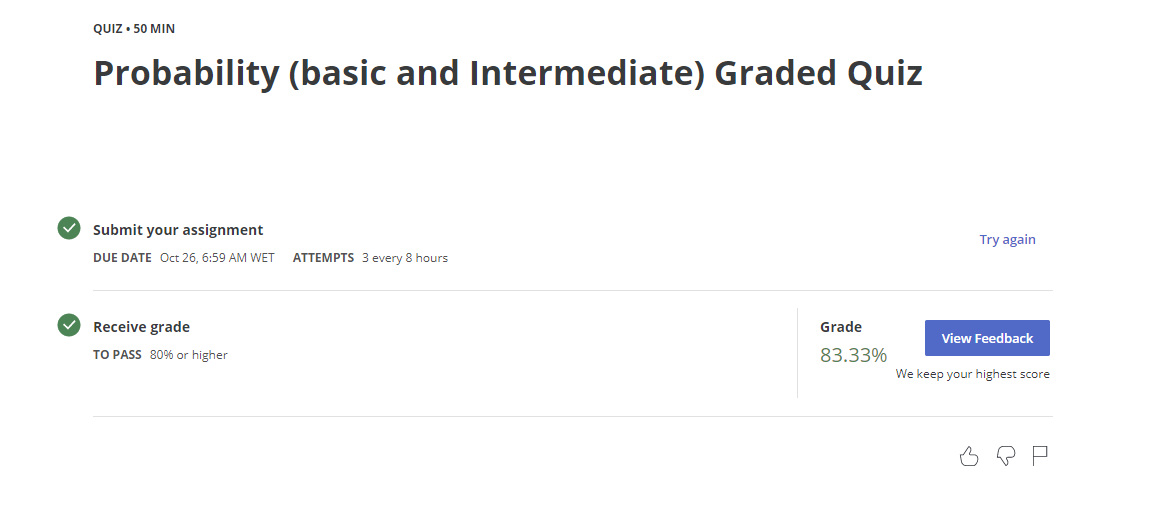 QUIZ • 50 MIN
Probability (basic and Intermediate) Graded Quiz
Submit your assignment
Try again
DUE DATE Oct 26, 6:59 AM WET ATTEMPTS 3 every 8 hours
Receive grade
TO PASS 80% or higher
Grade
83.33%
View Feedback
We keep your highest score